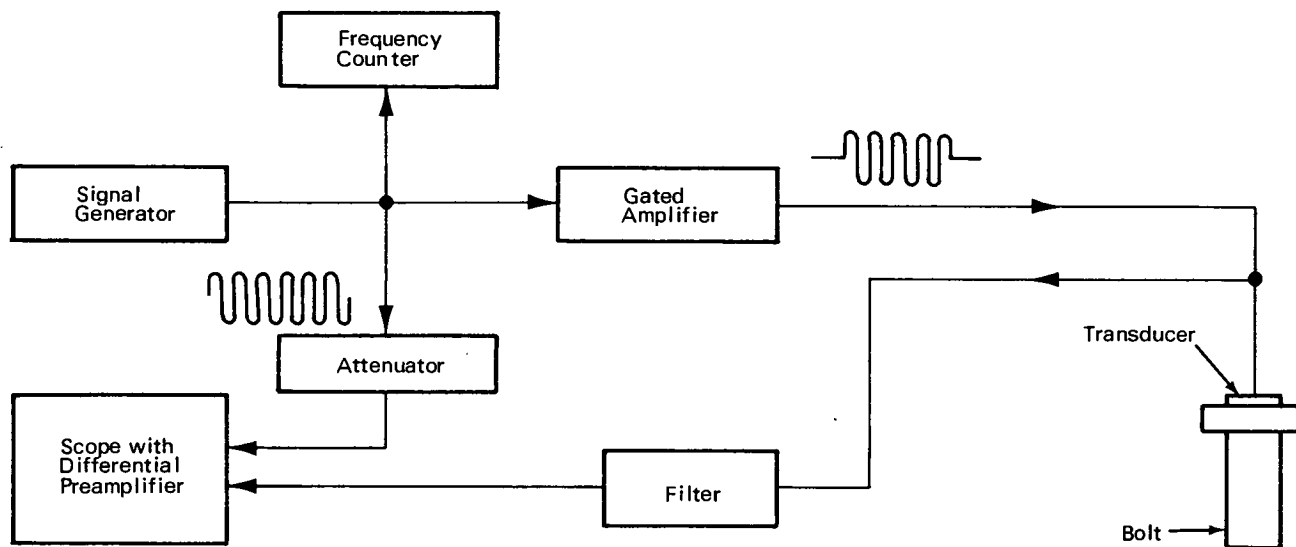 Frequency
Counter
Signal
Generator
Gated
Amplifier
Transducer
Attenuator
Scope with
Differential
Preamplifier
Filter
Bolt